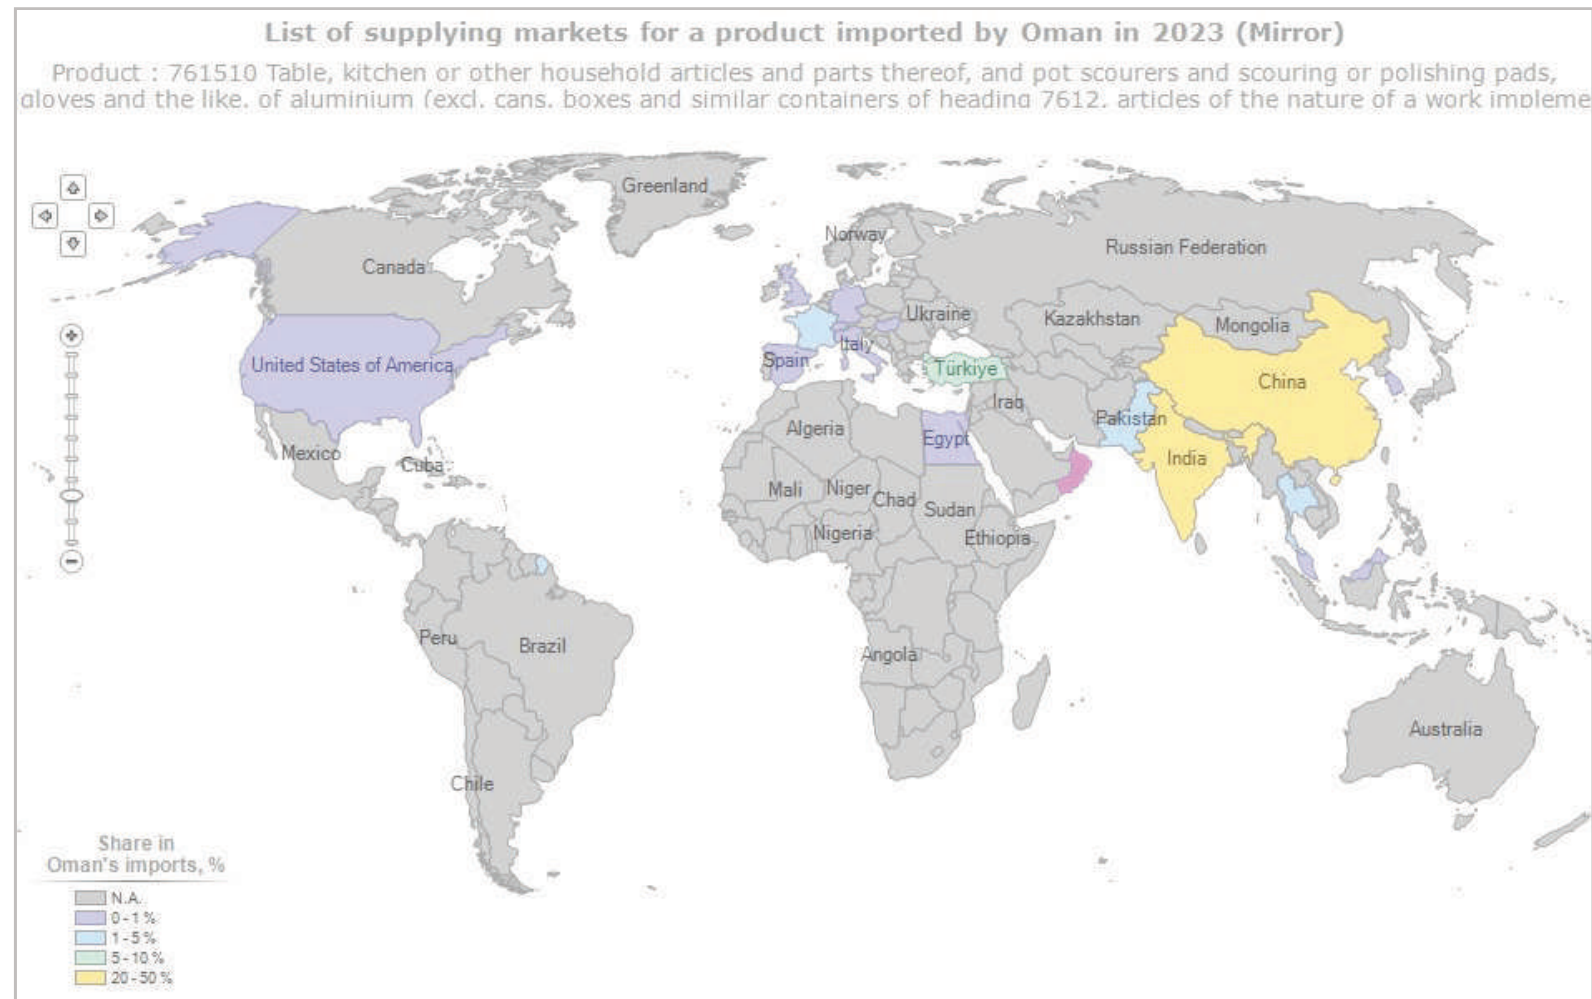 List of supplying markets for a product imported by Oman in 2023 (Mirror)
Product : 761510 Table, kitchen or other household articles and parts thereof, and pot scourers and scouring or polishing pads,
gloves and the like, of aluminium (excl. cans, boxes and similar containers of heading 7612, articles of the nature of a work impleme
Greenland
Norway
Russian Federation
Canada
Ukraine
Kazakhstan
Mongolia
Italy
Spain
United States of America
Türkiye
China
Iraq
Pakistan
Algeria
Egypt
Mexico
Cuba
India
Mali
Niger
Chad
Sudan
Nigeria
Ethiopia
Peru
Brazil
Angola
Australia
Chile
Share in
Oman's imports, %
N.A.
0 - 1 %
1 - 5 %
5 - 10 %
20 - 50 %